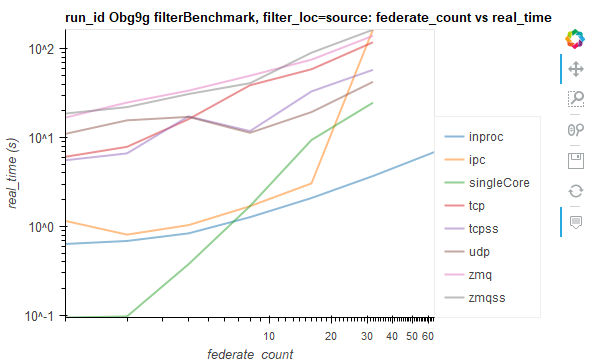 run_id Obg9g filterBenchmark, filter_loc=source: federate_count vs real_time
10^2
10^1
10^0
10^-1
real_time (s)
10 20 30 40 50 60
federate_count
inproc
ipc
singleCore
tcp
tcpss
udp
zmq
zmqss